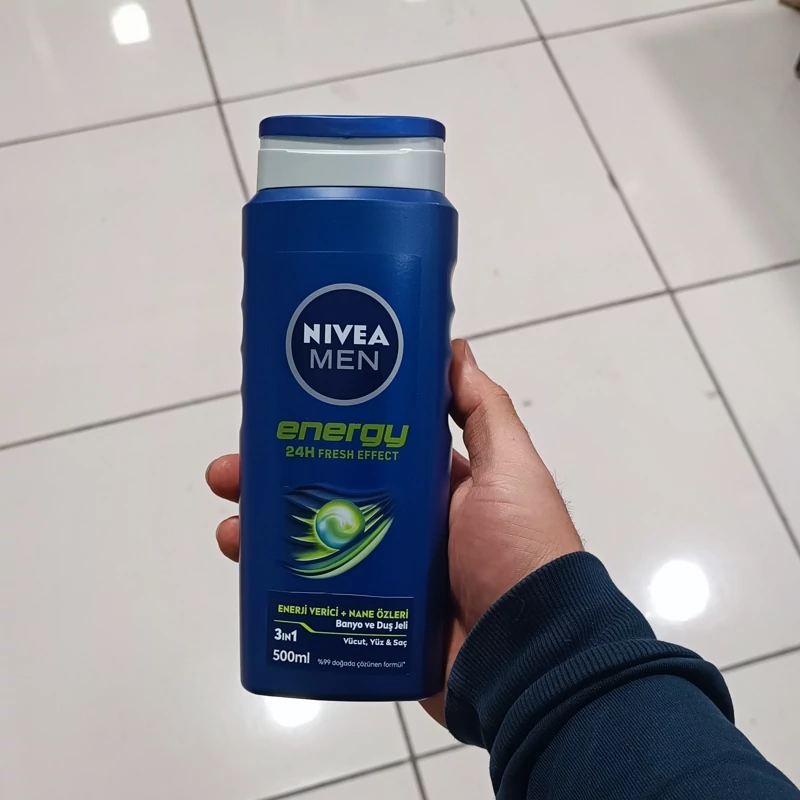 NIVEA
MEN
energy
24H FRESH EFFECT
ENERJİ VERİCİ + NANE ÖZLERİ
Banyo ve Duş Jeli
3IN1
Vücut, Yüz & Saç
500ml
%99 doğada çözünen formül*